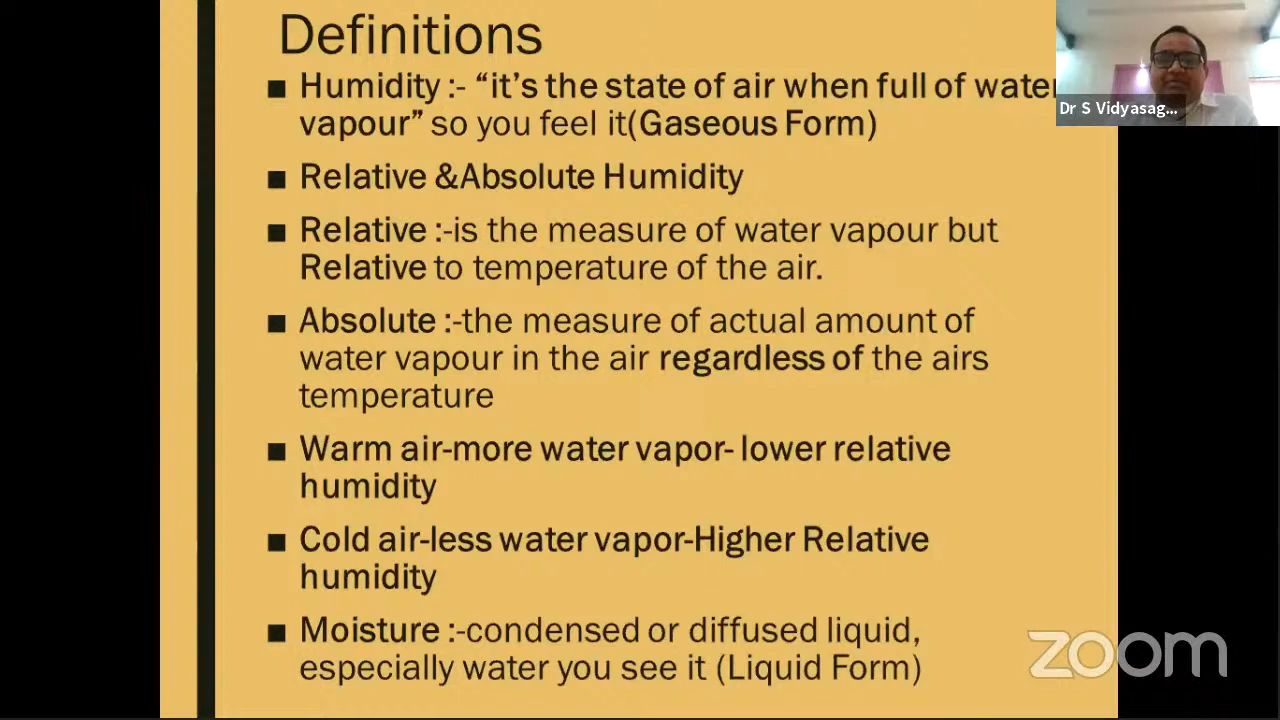 Definitions
■ Humidity :- “it’s the state of air when full of water
vapour” so you feel it(Gaseous Form)
■ Relative &Absolute Humidity
■ Relative :-is the measure of water vapour but
Relative to temperature of the air.
■ Absolute :-the measure of actual amount of
water vapour in the air regardless of the airs
temperature
■ Warm air-more water vapor- lower relative
humidity
■ Cold air-less water vapor-Higher Relative
humidity
■ Moisture :-condensed or diffused liquid,
especially water you see it (Liquid Form)
Dr S Vidyasag...
zoom